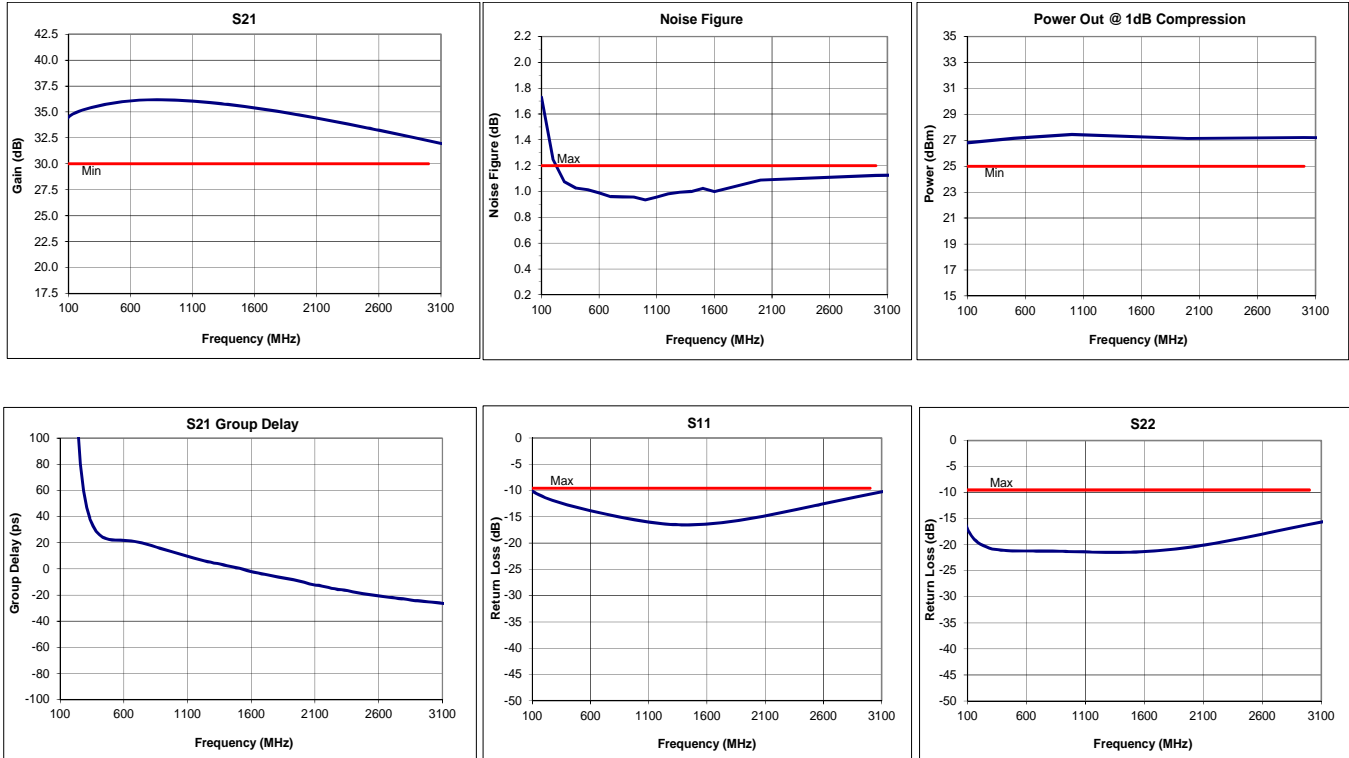 S21
42.5
40.0
37.5
35.0
32.5
30.0
27.5
25.0
22.5
20.0
17.5
Gain (dB)
Min
100 600 1100 1600 2100 2600 3100
Frequency (MHz)
Noise Figure
2.2
2.0
1.8
1.6
1.4
1.2
1.0
0.8
0.6
0.4
0.2
Noise Figure (dB)
Max
100 600 1100 1600 2100 2600 3100
Frequency (MHz)
Power Out @ 1dB Compression
35
33
31
29
27
25
23
21
19
17
15
Power (dBm)
Min
100 600 1100 1600 2100 2600 3100
Frequency (MHz)
S21 Group Delay
100
80
60
40
20
0
-20
-40
-60
-80
-100
Group Delay (ps)
100 600 1100 1600 2100 2600 3100
Frequency (MHz)
S11
0
-5
-10
-15
-20
-25
-30
-35
-40
-45
-50
Return Loss (dB)
Max
100 600 1100 1600 2100 2600 3100
Frequency (MHz)
S22
0
-5
-10
-15
-20
-25
-30
-35
-40
-45
-50
Return Loss (dB)
Max
100 600 1100 1600 2100 2600 3100
Frequency (MHz)